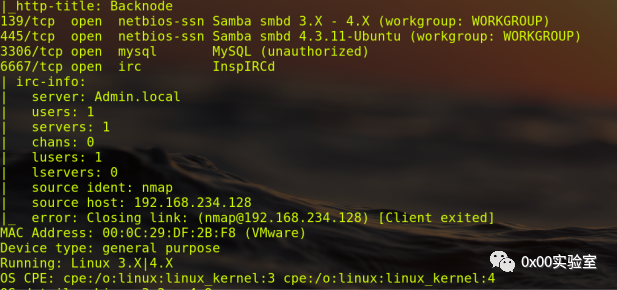 |_http-title: Backnode
139/tcp  open  netbios-ssn Samba smbd 3.X - 4.X (workgroup: WORKGROUP)
445/tcp  open  netbios-ssn Samba smbd 4.3.11-Ubuntu (workgroup: WORKGROUP)
3306/tcp open  mysql       MySQL (unauthorized)
6667/tcp open  irc         InspIRCd
| irc-info:
|   server: Admin.local
|   users: 1
|   servers: 1
|   chans: 0
|   lusers: 1
|   lservers: 0
|   source ident: nmap
|   source host: 192.168.234.128
|_  error: Closing link: (nmap@192.168.234.128) [Client exited]
MAC Address: 00:0C:29:DF:2B:F8 (VMware)
Device type: general purpose
Running: Linux 3.X|4.X
OS CPE: cpe:/o:linux:linux_kernel:3 cpe:/o:linux:linux_kernel:4
0x00实验室